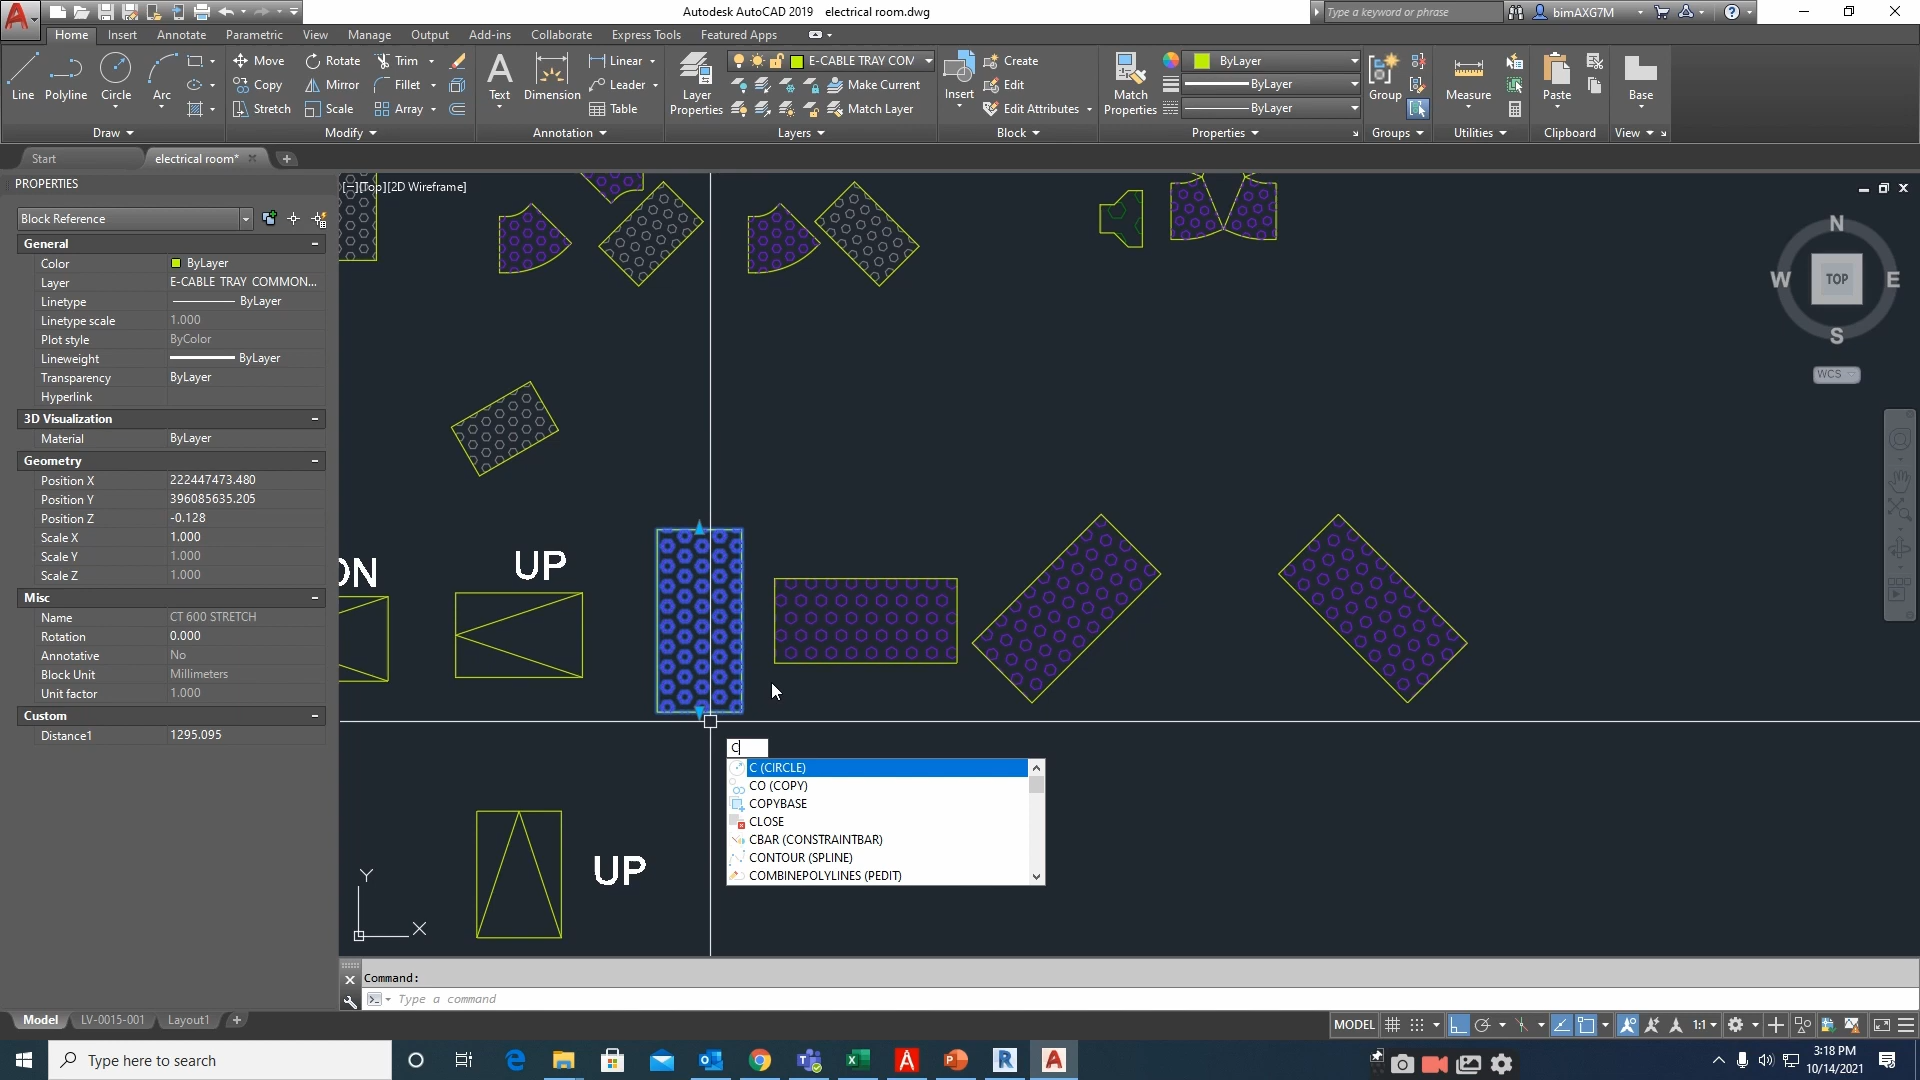 Autodesk AutoCAD 2019 electrical room.dwg
Type a keyword or phrase
bimAXG7M
Home Insert Annotate Parametric View Manage Output Add-ins Collaborate Express Tools Featured Apps
Line Polyline Circle Arc
Move Rotate Trim
Copy Mirror Fillet
Stretch Scale Array
Text Dimension
Linear
Leader
Table
Layer Properties
E-CABLE TRAY COM
Make Current
Match Layer
Insert
Create
Edit
Edit Attributes
Match Properties
ByLayer
ByLayer
ByLayer
Group
Measure
Paste
Base
Draw Modify Annotation Layers Block Properties Groups Utilities Clipboard View
Start electrical room*
PROPERTIES
Block Reference
General
Color ByLayer
Layer E-CABLE TRAY COMMON...
Linetype ByLayer
Linetype scale 1.000
Plot style ByColor
Lineweight ByLayer
Transparency ByLayer
Hyperlink
3D Visualization
Material ByLayer
Geometry
Position X 222447473.480
Position Y 396085635.205
Position Z -0.128
Scale X 1.000
Scale Y 1.000
Scale Z 1.000
Misc
Name CT 600 STRETCH
Rotation 0.000
Annotative No
Block Unit Millimeters
Unit factor 1.000
Custom
Distance1 1295.095
[−][Top][2D Wireframe]
N
W TOP E
S
WCS
ON
UP
UP
C
C (CIRCLE)
CO (COPY)
COPYBASE
CLOSE
CBAR (CONSTRAINTBAR)
CONTOUR (SPLINE)
COMBINEPOLYLINES (PEDIT)
Y
X
Command:
Type a command
Model LV-0015-001 Layout1
MODEL 1:1
Type here to search
3:18 PM
10/14/2021